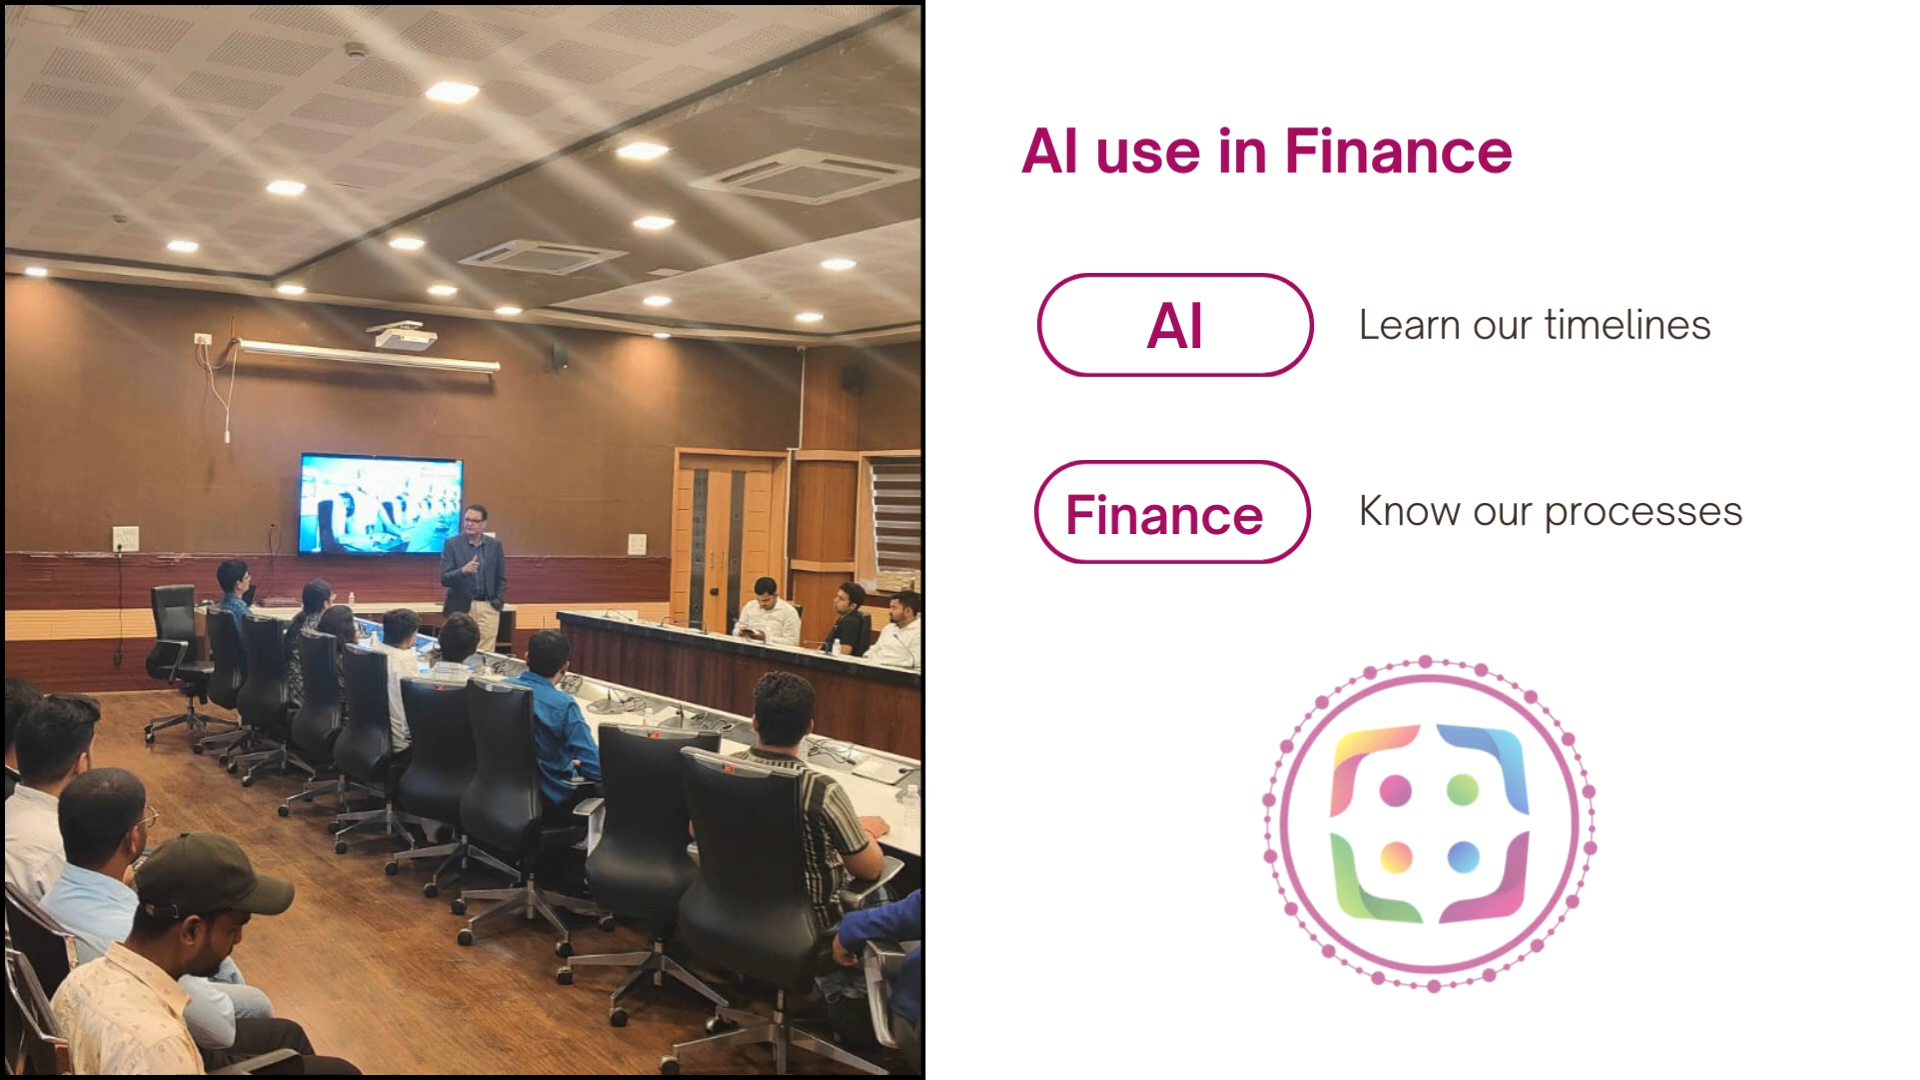 AI use in Finance
AI
Learn our timelines
Finance
Know our processes